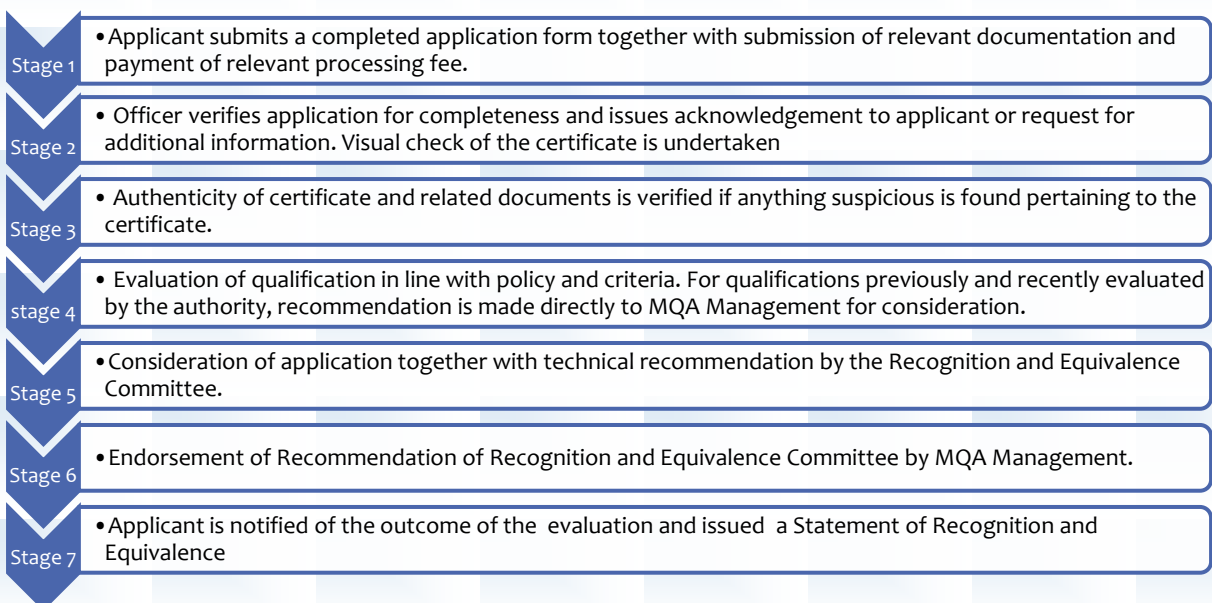 Stage 1
•Applicant submits a completed application form together with submission of relevant documentation and
payment of relevant processing fee.
Stage 2
• Officer verifies application for completeness and issues acknowledgement to applicant or request for
additional information. Visual check of the certificate is undertaken
Stage 3
• Authenticity of certificate and related documents is verified if anything suspicious is found pertaining to the
certificate.
stage 4
• Evaluation of qualification in line with policy and criteria. For qualifications previously and recently evaluated
by the authority, recommendation is made directly to MQA Management for consideration.
Stage 5
•Consideration of application together with technical recommendation by the Recognition and Equivalence
Committee.
Stage 6
•Endorsement of Recommendation of Recognition and Equivalence Committee by MQA Management.
Stage 7
•Applicant is notified of the outcome of the evaluation and issued a Statement of Recognition and
Equivalence